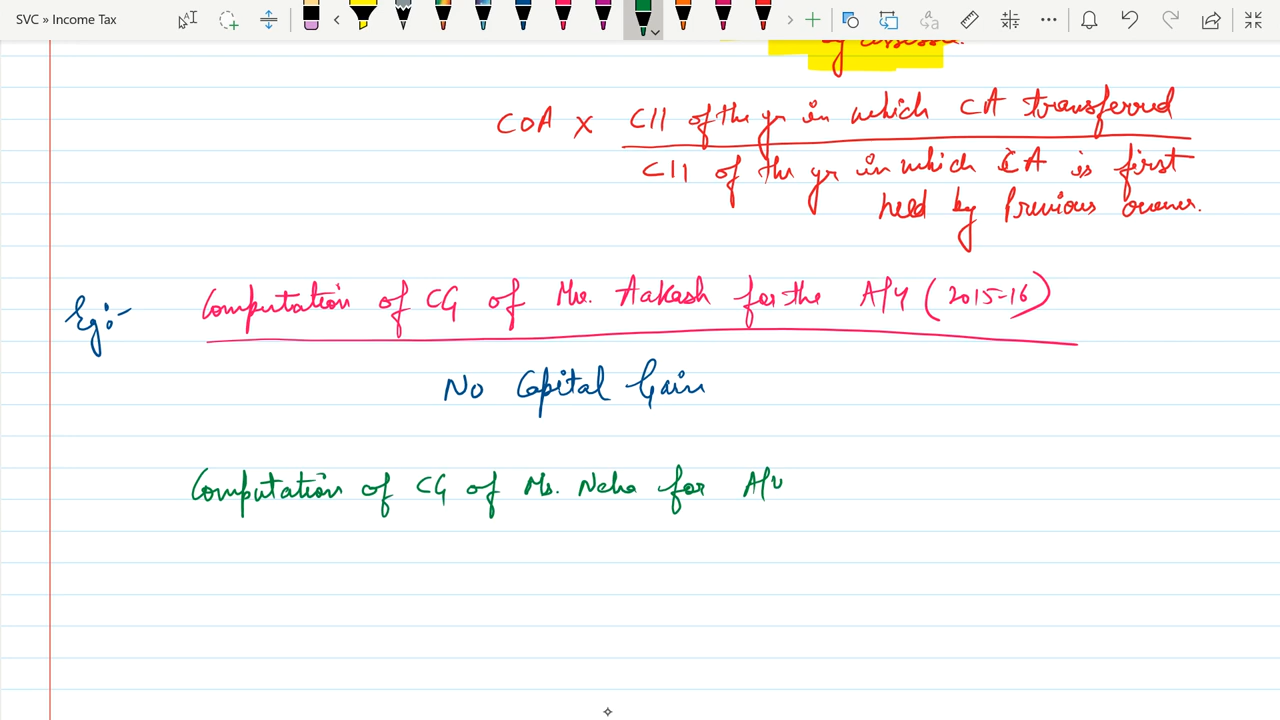 SVC » Income Tax
by assessee.
COA X CII of the yr in which CA transferred
CII of the yr in which CA is first
held by Previous owner.
Eg:- Computation of CG of Mr. Aakash for the A/Y (2015-16)
No Capital Gain
Computation of CG of Ms. Neha for A/Y